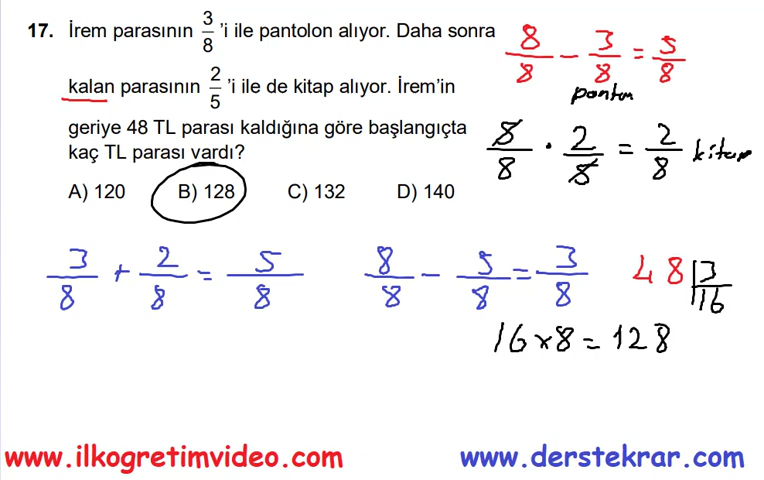 17. İrem parasının 3/8 'i ile pantolon alıyor. Daha sonra
kalan parasının 2/5 'i ile de kitap alıyor. İrem'in
geriye 48 TL parası kaldığına göre başlangıçta
kaç TL parası vardı?
A) 120 B) 128 C) 132 D) 140
8/8 - 3/8 = 5/8
5/8 · 2/5 = 2/8 kitap
3/8 + 2/8 = 5/8
8/8 - 5/8 = 3/8
48 3
16
16x8=128
www.ilkogretimvideo.com
www.derstekrar.com